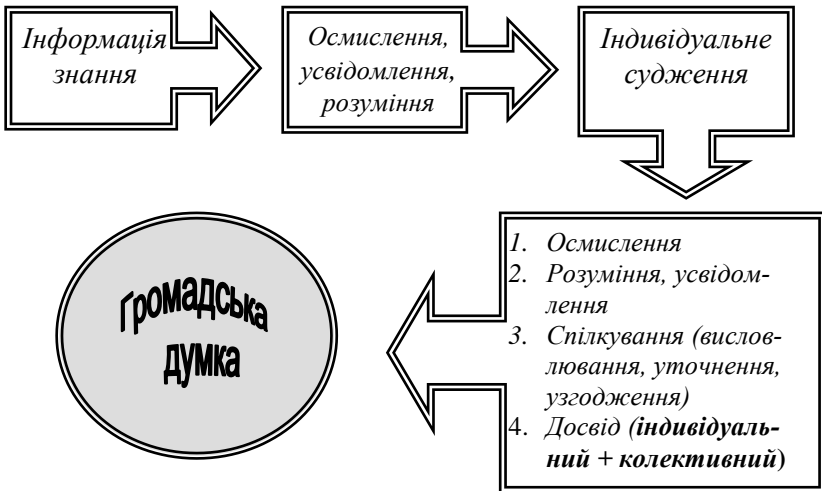 Інформація
знання
Осмислення,
усвідомлення,
розуміння
Індивідуальне
судження
1. Осмислення
2. Розуміння, усвідом-
лення
3. Спілкування (вислов-
лювання, уточнення,
узгодження)
4. Досвід (індивідуаль-
ний + колективний)
Громадська
думка